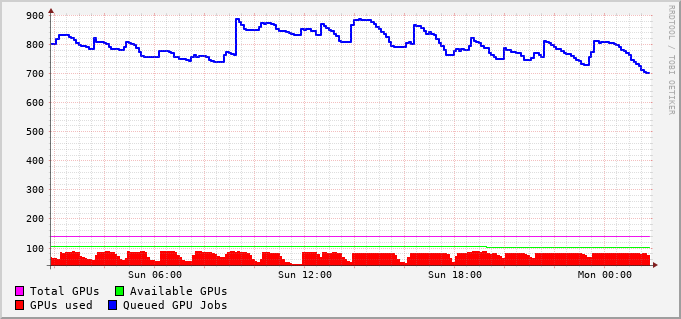 900
800
700
600
500
400
300
200
100
Sun 06:00 Sun 12:00 Sun 18:00 Mon 00:00
Total GPUs Available GPUs
GPUs used Queued GPU Jobs
RRDTOOL / TOBI OETIKER